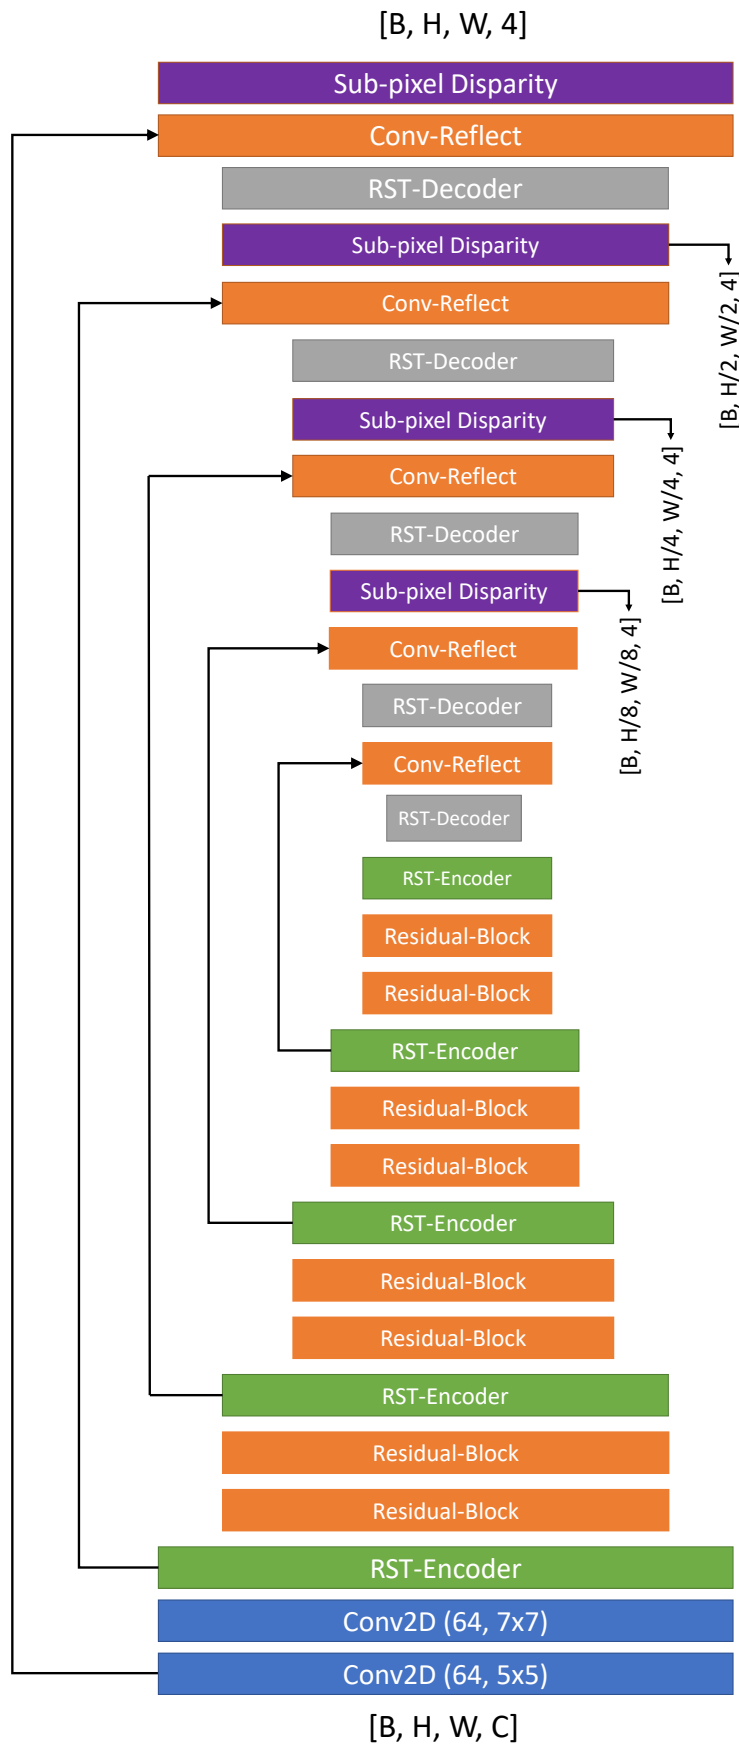 [B, H, W, 4]
Sub-pixel Disparity
Conv-Reflect
RST-Decoder
Sub-pixel Disparity
[B, H/2, W/2, 4]
Conv-Reflect
RST-Decoder
Sub-pixel Disparity
[B, H/4, W/4, 4]
Conv-Reflect
RST-Decoder
Sub-pixel Disparity
[B, H/8, W/8, 4]
Conv-Reflect
RST-Decoder
Conv-Reflect
RST-Decoder
RST-Encoder
Residual-Block
Residual-Block
RST-Encoder
Residual-Block
Residual-Block
RST-Encoder
Residual-Block
Residual-Block
RST-Encoder
Residual-Block
Residual-Block
RST-Encoder
Conv2D (64, 7x7)
Conv2D (64, 5x5)
[B, H, W, C]